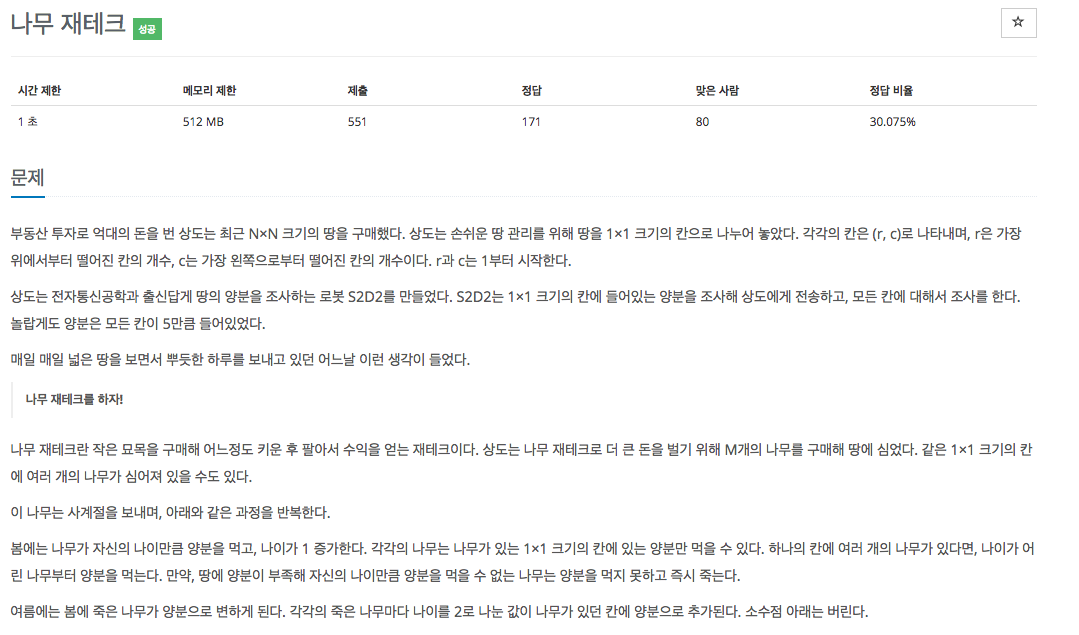 나무 재테크 성공
☆
시간 제한 메모리 제한 제출 정답 맞은 사람 정답 비율
1 초 512 MB 551 171 80 30.075%
문제
부동산 투자로 억대의 돈을 번 상도는 최근 N×N 크기의 땅을 구매했다. 상도는 손쉬운 땅 관리를 위해 땅을 1×1 크기의 칸으로 나누어 놓았다. 각각의 칸은 (r, c)로 나타내며, r은 가장
위에서부터 떨어진 칸의 개수, c는 가장 왼쪽으로부터 떨어진 칸의 개수이다. r과 c는 1부터 시작한다.
상도는 전자통신공학과 출신답게 땅의 양분을 조사하는 로봇 S2D2를 만들었다. S2D2는 1×1 크기의 칸에 들어있는 양분을 조사해 상도에게 전송하고, 모든 칸에 대해서 조사를 한다.
놀랍게도 양분은 모든 칸이 5만큼 들어있었다.
매일 매일 넓은 땅을 보면서 뿌듯한 하루를 보내고 있던 어느날 이런 생각이 들었다.
나무 재테크를 하자!
나무 재테크란 작은 묘목을 구매해 어느정도 키운 후 팔아서 수익을 얻는 재테크이다. 상도는 나무 재테크로 더 큰 돈을 벌기 위해 M개의 나무를 구매해 땅에 심었다. 같은 1×1 크기의 칸
에 여러 개의 나무가 심어져 있을 수도 있다.
이 나무는 사계절을 보내며, 아래와 같은 과정을 반복한다.
봄에는 나무가 자신의 나이만큼 양분을 먹고, 나이가 1 증가한다. 각각의 나무는 나무가 있는 1×1 크기의 칸에 있는 양분만 먹을 수 있다. 하나의 칸에 여러 개의 나무가 있다면, 나이가 어
린 나무부터 양분을 먹는다. 만약, 땅에 양분이 부족해 자신의 나이만큼 양분을 먹을 수 없는 나무는 양분을 먹지 못하고 즉시 죽는다.
여름에는 봄에 죽은 나무가 양분으로 변하게 된다. 각각의 죽은 나무마다 나이를 2로 나눈 값이 나무가 있던 칸에 양분으로 추가된다. 소수점 아래는 버린다.